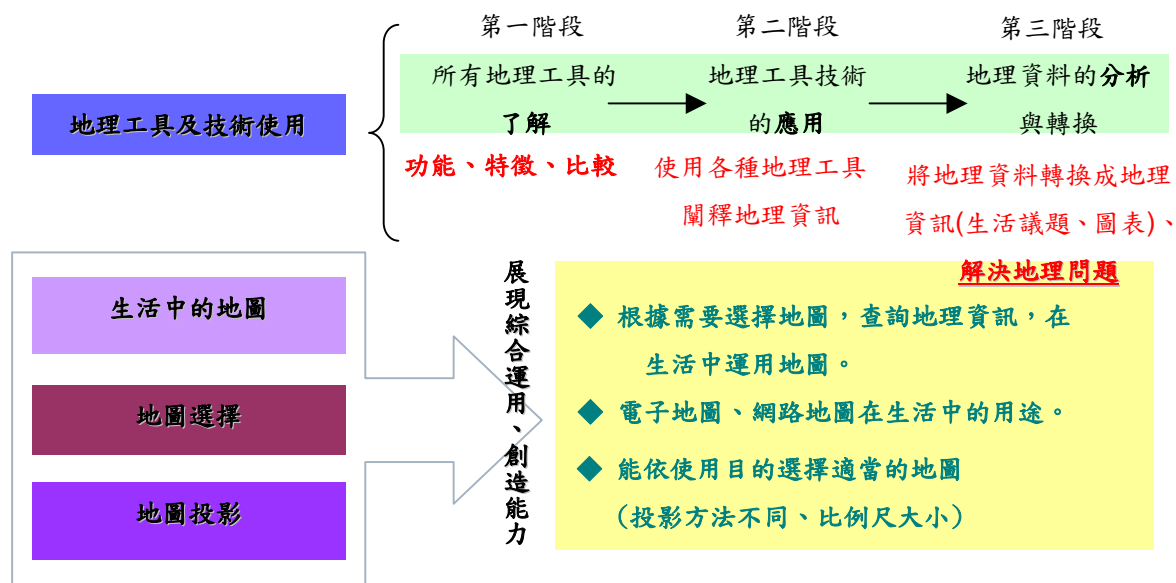 第一階段
第二階段
第三階段
地理工具及技術使用
所有地理工具的
了解
功能、特徵、比較
地理工具技術
的應用
使用各種地理工具
闡釋地理資訊
地理資料的分析
與轉換
將地理資料轉換成地理
資訊(生活議題、圖表)、
解決地理問題
生活中的地圖
地圖選擇
地圖投影
展現綜合運用、創造能力
◆ 根據需要選擇地圖，查詢地理資訊，在
生活中運用地圖。
◆ 電子地圖、網路地圖在生活中的用途。
◆ 能依使用目的選擇適當的地圖
（投影方法不同、比例尺大小）